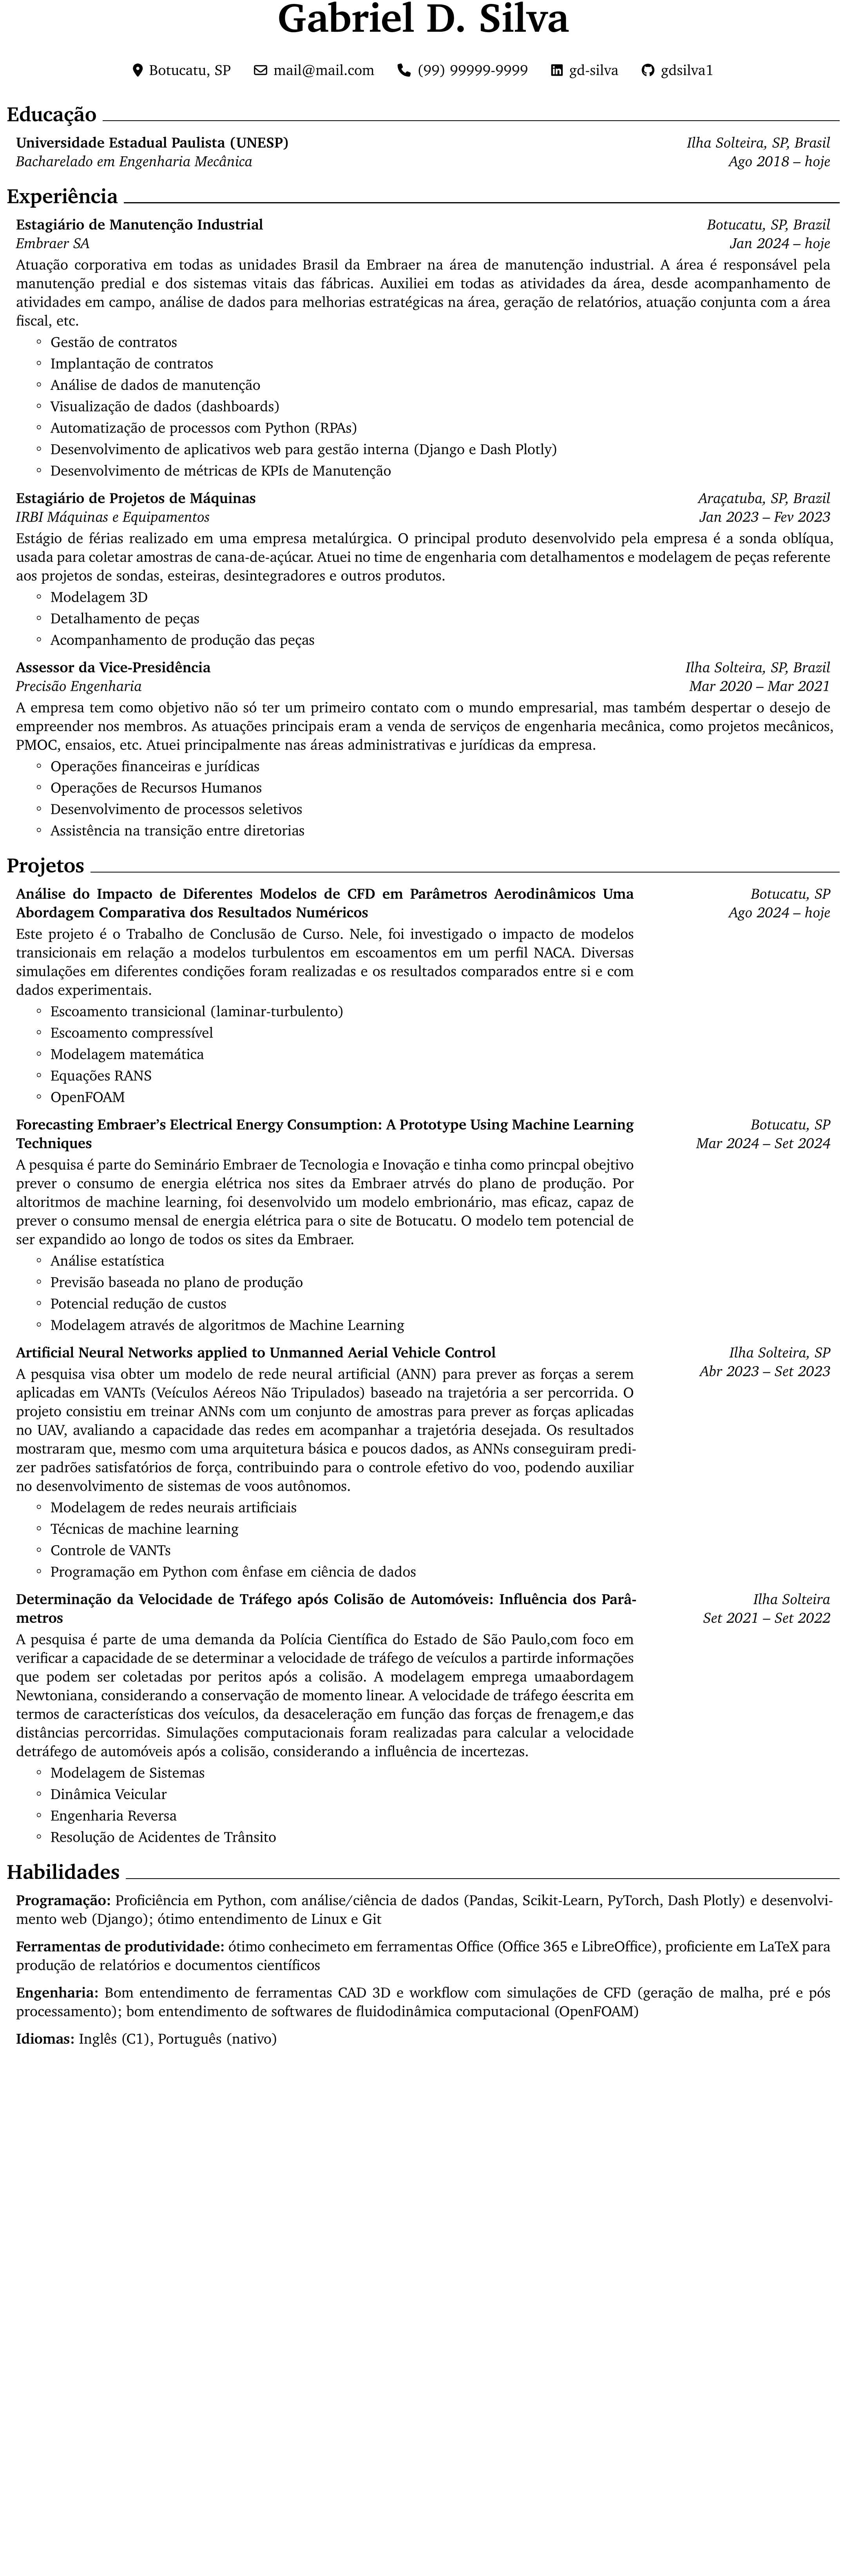 Gabriel D. Silva
Botucatu, SP mail@mail.com (99) 99999-9999 gd-silva gdsilva1
Educação
Universidade Estadual Paulista (UNESP) Ilha Solteira, SP, Brasil
Bacharelado em Engenharia Mecânica Ago 2018 – hoje
Experiência
Estagiário de Manutenção Industrial Botucatu, SP, Brazil
Embraer SA Jan 2024 – hoje
Atuação corporativa em todas as unidades Brasil da Embraer na área de manutenção industrial. A área é responsável pela
manutenção predial e dos sistemas vitais das fábricas. Auxiliei em todas as atividades da área, desde acompanhamento de
atividades em campo, análise de dados para melhorias estratégicas na área, geração de relatórios, atuação conjunta com a área
fiscal, etc.
◦ Gestão de contratos
◦ Implantação de contratos
◦ Análise de dados de manutenção
◦ Visualização de dados (dashboards)
◦ Automatização de processos com Python (RPAs)
◦ Desenvolvimento de aplicativos web para gestão interna (Django e Dash Plotly)
◦ Desenvolvimento de métricas de KPIs de Manutenção
Estagiário de Projetos de Máquinas Araçatuba, SP, Brazil
IRBI Máquinas e Equipamentos Jan 2023 – Fev 2023
Estágio de férias realizado em uma empresa metalúrgica. O principal produto desenvolvido pela empresa é a sonda oblíqua,
usada para coletar amostras de cana-de-açúcar. Atuei no time de engenharia com detalhamentos e modelagem de peças referente
aos projetos de sondas, esteiras, desintegradores e outros produtos.
◦ Modelagem 3D
◦ Detalhamento de peças
◦ Acompanhamento de produção das peças
Assessor da Vice-Presidência Ilha Solteira, SP, Brazil
Precisão Engenharia Mar 2020 – Mar 2021
A empresa tem como objetivo não só ter um primeiro contato com o mundo empresarial, mas também despertar o desejo de
empreender nos membros. As atuações principais eram a venda de serviços de engenharia mecânica, como projetos mecânicos,
PMOC, ensaios, etc. Atuei principalmente nas áreas administrativas e jurídicas da empresa.
◦ Operações financeiras e jurídicas
◦ Operações de Recursos Humanos
◦ Desenvolvimento de processos seletivos
◦ Assistência na transição entre diretorias
Projetos
Análise do Impacto de Diferentes Modelos de CFD em Parâmetros Aerodinâmicos Uma Botucatu, SP
Abordagem Comparativa dos Resultados Numéricos Ago 2024 – hoje
Este projeto é o Trabalho de Conclusão de Curso. Nele, foi investigado o impacto de modelos
transicionais em relação a modelos turbulentos em escoamentos em um perfil NACA. Diversas
simulações em diferentes condições foram realizadas e os resultados comparados entre si e com
dados experimentais.
◦ Escoamento transicional (laminar-turbulento)
◦ Escoamento compressível
◦ Modelagem matemática
◦ Equações RANS
◦ OpenFOAM
Forecasting Embraer’s Electrical Energy Consumption: A Prototype Using Machine Learning Botucatu, SP
Techniques Mar 2024 – Set 2024
A pesquisa é parte do Seminário Embraer de Tecnologia e Inovação e tinha como princpal obejtivo
prever o consumo de energia elétrica nos sites da Embraer atrvés do plano de produção. Por
altoritmos de machine learning, foi desenvolvido um modelo embrionário, mas eficaz, capaz de
prever o consumo mensal de energia elétrica para o site de Botucatu. O modelo tem potencial de
ser expandido ao longo de todos os sites da Embraer.
◦ Análise estatística
◦ Previsão baseada no plano de produção
◦ Potencial redução de custos
◦ Modelagem através de algoritmos de Machine Learning
Artificial Neural Networks applied to Unmanned Aerial Vehicle Control Ilha Solteira, SP
Abr 2023 – Set 2023
A pesquisa visa obter um modelo de rede neural artificial (ANN) para prever as forças a serem
aplicadas em VANTs (Veículos Aéreos Não Tripulados) baseado na trajetória a ser percorrida. O
projeto consistiu em treinar ANNs com um conjunto de amostras para prever as forças aplicadas
no UAV, avaliando a capacidade das redes em acompanhar a trajetória desejada. Os resultados
mostraram que, mesmo com uma arquitetura básica e poucos dados, as ANNs conseguiram predi-
zer padrões satisfatórios de força, contribuindo para o controle efetivo do voo, podendo auxiliar
no desenvolvimento de sistemas de voos autônomos.
◦ Modelagem de redes neurais artificiais
◦ Técnicas de machine learning
◦ Controle de VANTs
◦ Programação em Python com ênfase em ciência de dados
Determinação da Velocidade de Tráfego após Colisão de Automóveis: Influência dos Parâ- Ilha Solteira
metros Set 2021 – Set 2022
A pesquisa é parte de uma demanda da Polícia Científica do Estado de São Paulo,com foco em
verificar a capacidade de se determinar a velocidade de tráfego de veículos a partirde informações
que podem ser coletadas por peritos após a colisão. A modelagem emprega umaabordagem
Newtoniana, considerando a conservação de momento linear. A velocidade de tráfego éescrita em
termos de características dos veículos, da desaceleração em função das forças de frenagem,e das
distâncias percorridas. Simulações computacionais foram realizadas para calcular a velocidade
detráfego de automóveis após a colisão, considerando a influência de incertezas.
◦ Modelagem de Sistemas
◦ Dinâmica Veicular
◦ Engenharia Reversa
◦ Resolução de Acidentes de Trânsito
Habilidades
Programação: Proficiência em Python, com análise/ciência de dados (Pandas, Scikit-Learn, PyTorch, Dash Plotly) e desenvolvi-
mento web (Django); ótimo entendimento de Linux e Git
Ferramentas de produtividade: ótimo conhecimeto em ferramentas Office (Office 365 e LibreOffice), proficiente em LaTeX para
produção de relatórios e documentos científicos
Engenharia: Bom entendimento de ferramentas CAD 3D e workflow com simulações de CFD (geração de malha, pré e pós
processamento); bom entendimento de softwares de fluidodinâmica computacional (OpenFOAM)
Idiomas: Inglês (C1), Português (nativo)